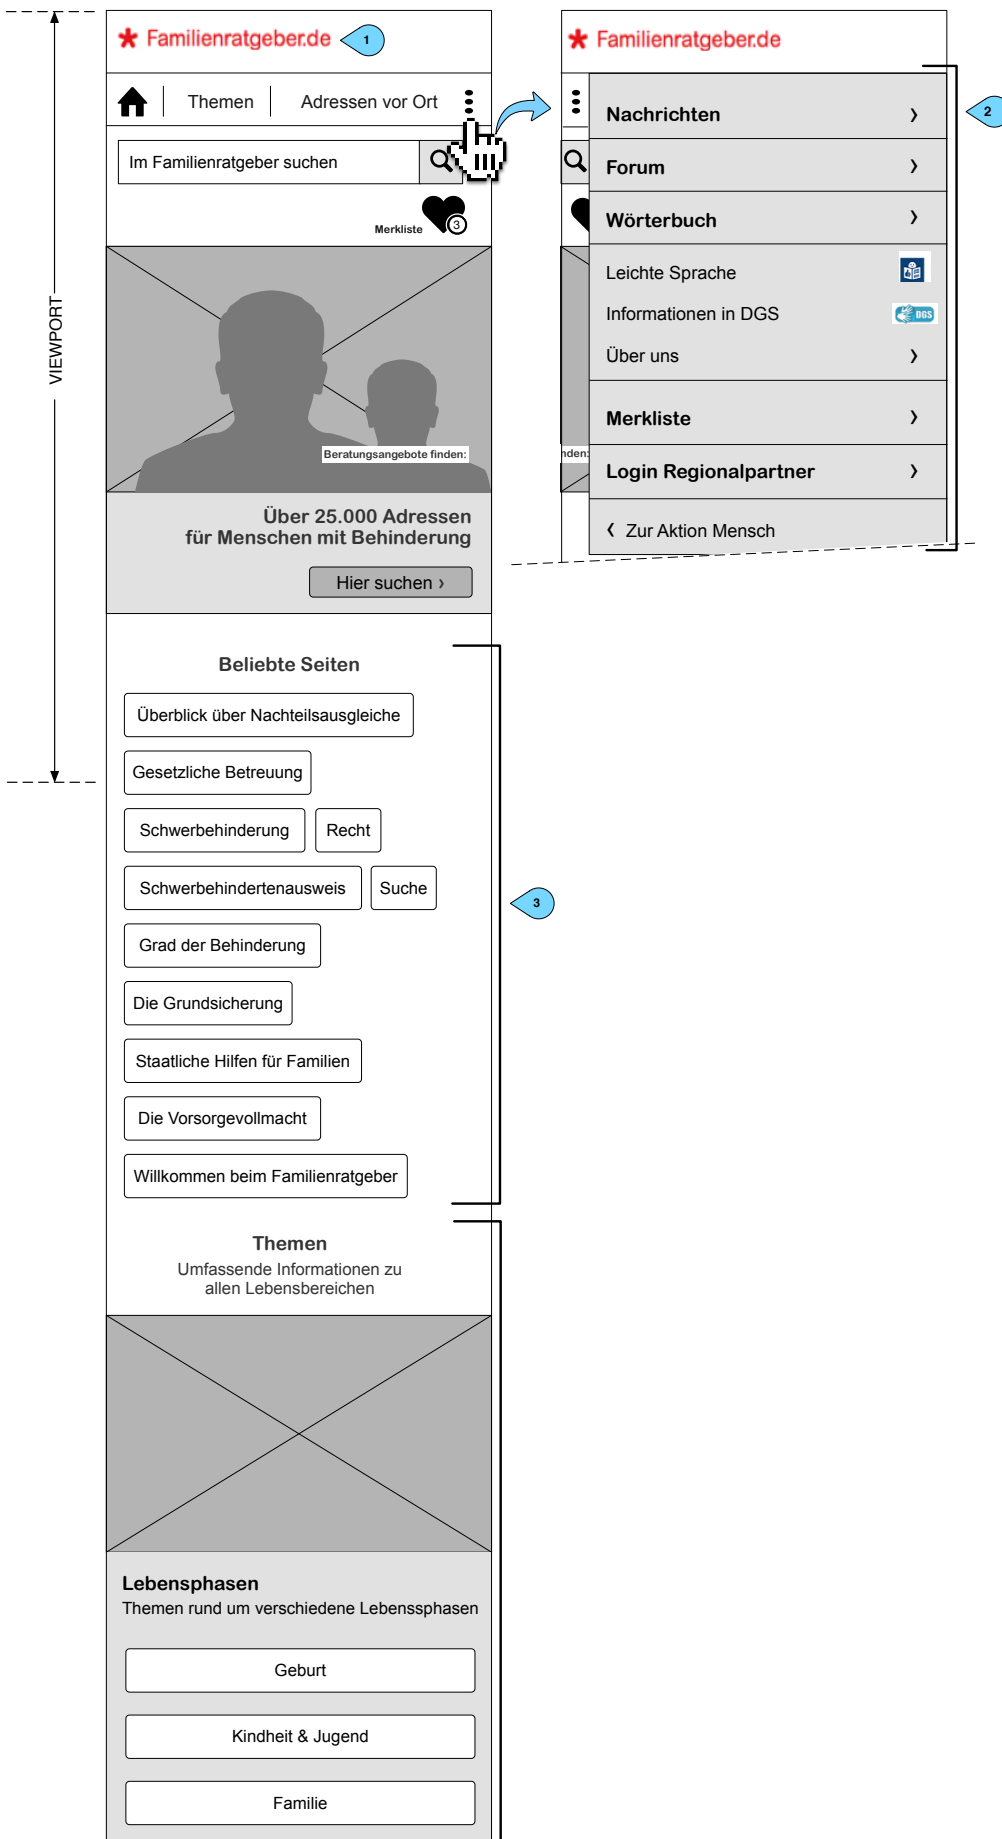 Familienratgeber.de
1
Themen
Adressen vor Ort
Im Familienratgeber suchen
Merkliste
3
VIEWPORT
Beratungsangebote finden:
Über 25.000 Adressen
für Menschen mit Behinderung
Hier suchen ›
Familienratgeber.de
nden:
Nachrichten
Forum
Wörterbuch
Leichte Sprache
Informationen in DGS
DGS
Über uns
Merkliste
Login Regionalpartner
Zur Aktion Mensch
2
Beliebte Seiten
Überblick über Nachteilsausgleiche
Gesetzliche Betreuung
Schwerbehinderung
Recht
Schwerbehindertenausweis
Suche
Grad der Behinderung
Die Grundsicherung
Staatliche Hilfen für Familien
Die Vorsorgevollmacht
Willkommen beim Familienratgeber
3
Themen
Umfassende Informationen zu
allen Lebensbereichen
Lebensphasen
Themen rund um verschiedene Lebenssphasen
Geburt
Kindheit & Jugend
Familie